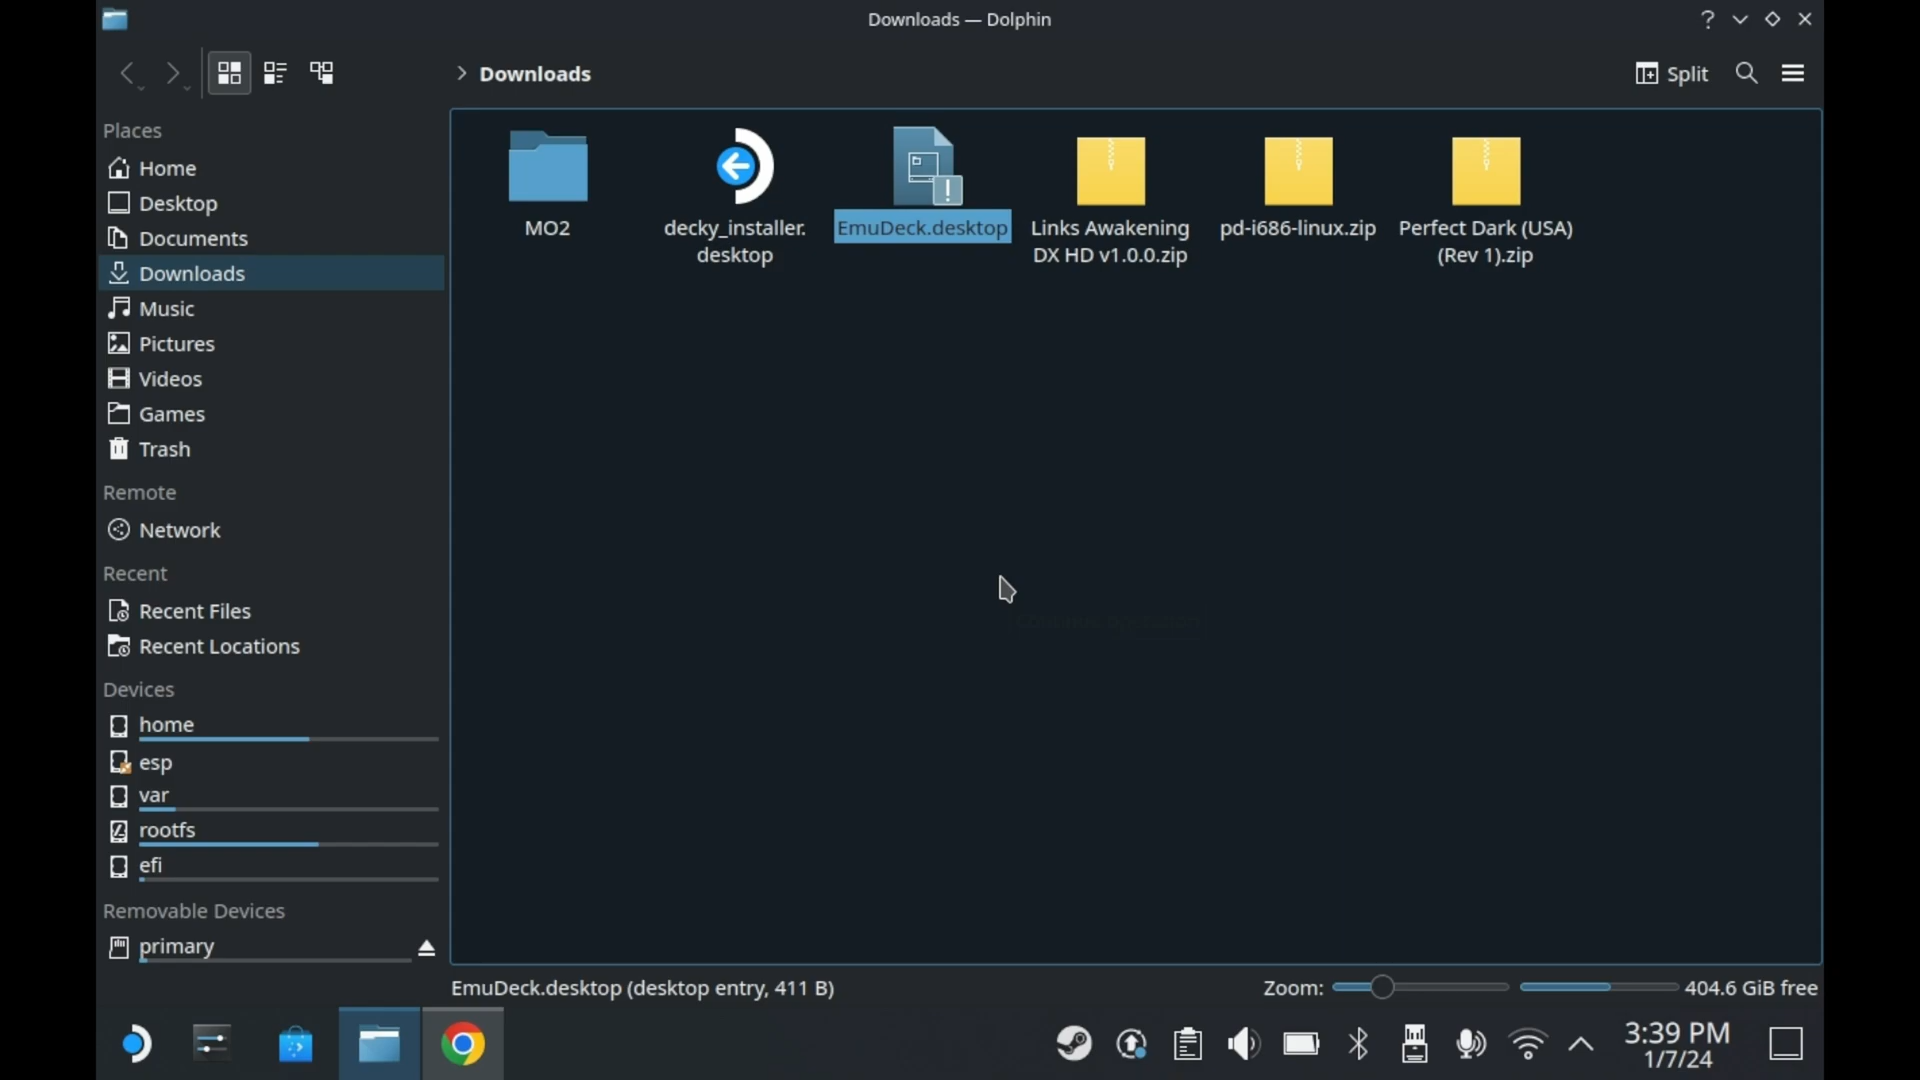 Downloads — Dolphin
Downloads
Split
Places
Home
Desktop
Documents
Downloads
Music
Pictures
Videos
Games
Trash
Remote
Network
Recent
Recent Files
Recent Locations
Devices
home
esp
var
rootfs
efi
Removable Devices
primary
MO2
decky_installer.
desktop
EmuDeck.desktop
Links Awakening
DX HD v1.0.0.zip
pd-i686-linux.zip
Perfect Dark (USA)
(Rev 1).zip
EmuDeck.desktop (desktop entry, 411 B)
Zoom:
404.6 GiB free
3:39 PM
1/7/24